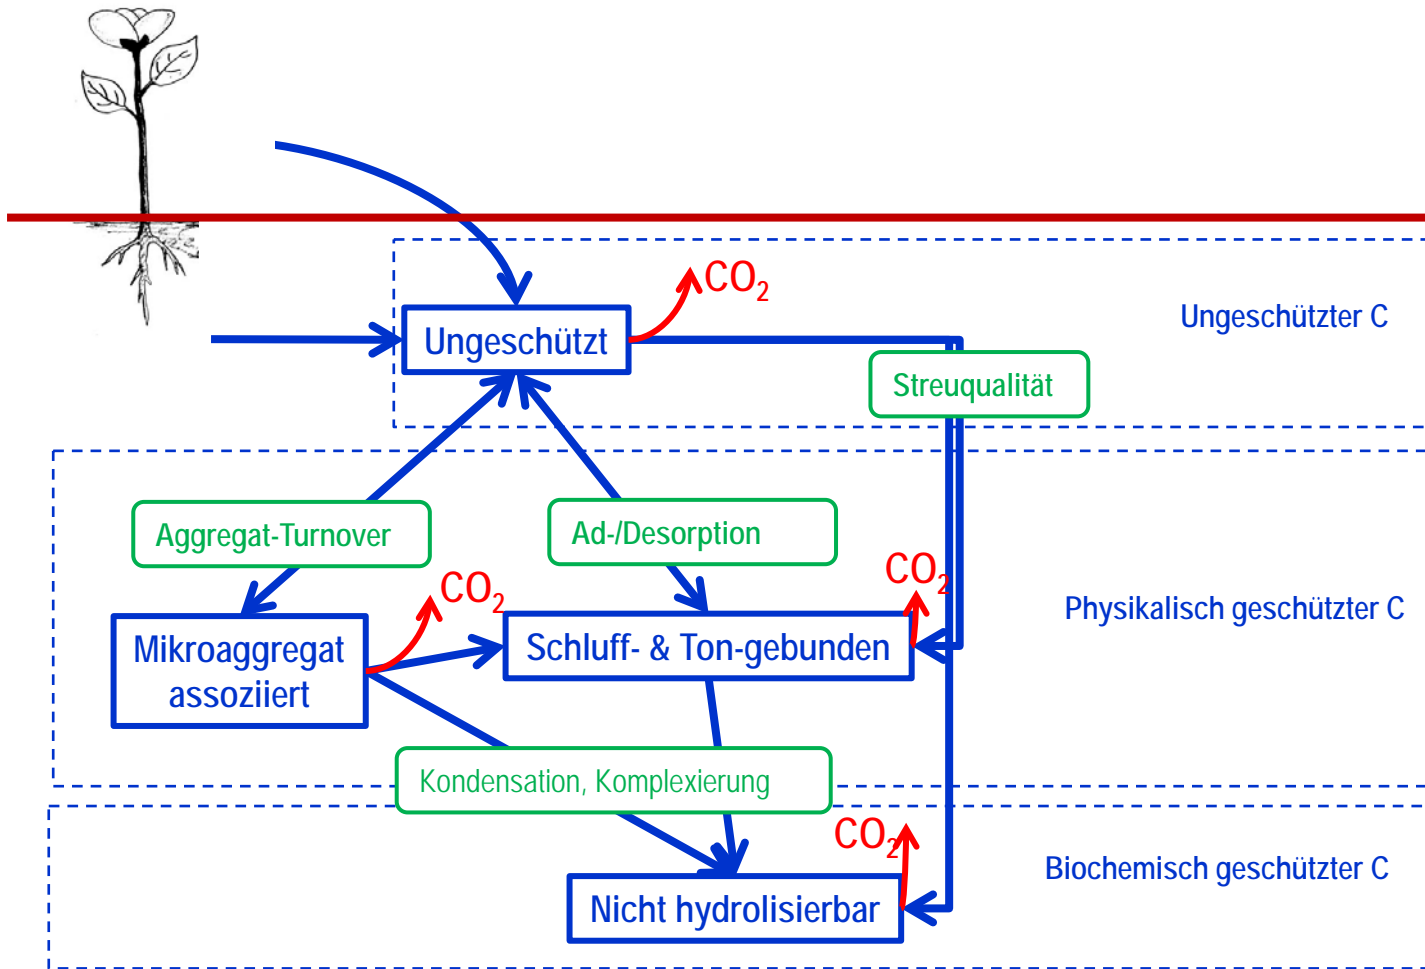 CO2
Ungeschützter C
Ungeschützt
Streuqualität
Aggregat-Turnover
Ad-/Desorption
CO2
CO2
Physikalisch geschützter C
Mikroaggregat
assoziiert
Schluff- & Ton-gebunden
Kondensation, Komplexierung
CO2
Biochemisch geschützter C
Nicht hydrolisierbar